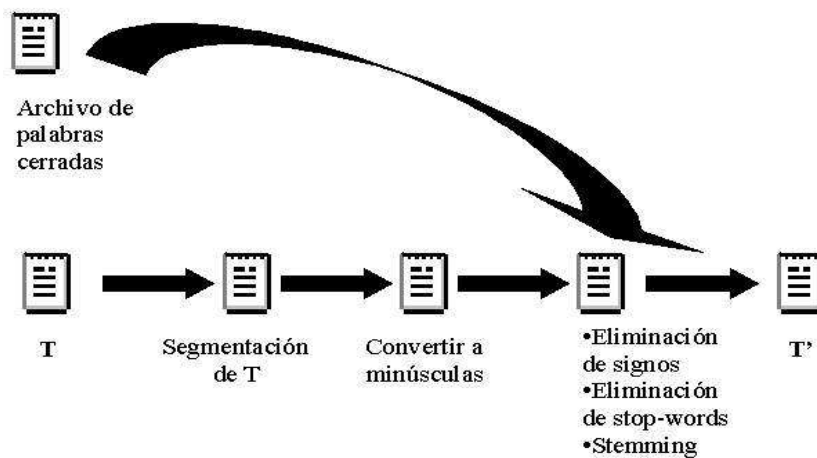 Archivo de
palabras
cerradas
T
Segmentación
de T
Convertir a
minúsculas
•Eliminación
de signos
•Eliminación
de stop-words
•Stemming
T’